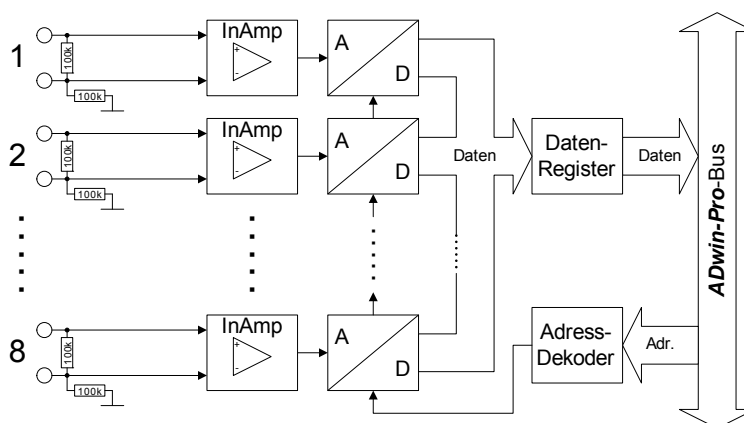 1
100k
100k
InAmp
+
-
A
D
2
100k
100k
InAmp
+
-
A
D
Daten
Daten-
Register
Daten
ADwin-Pro-Bus
8
100k
100k
InAmp
+
-
A
D
Adress-
Dekoder
Adr.